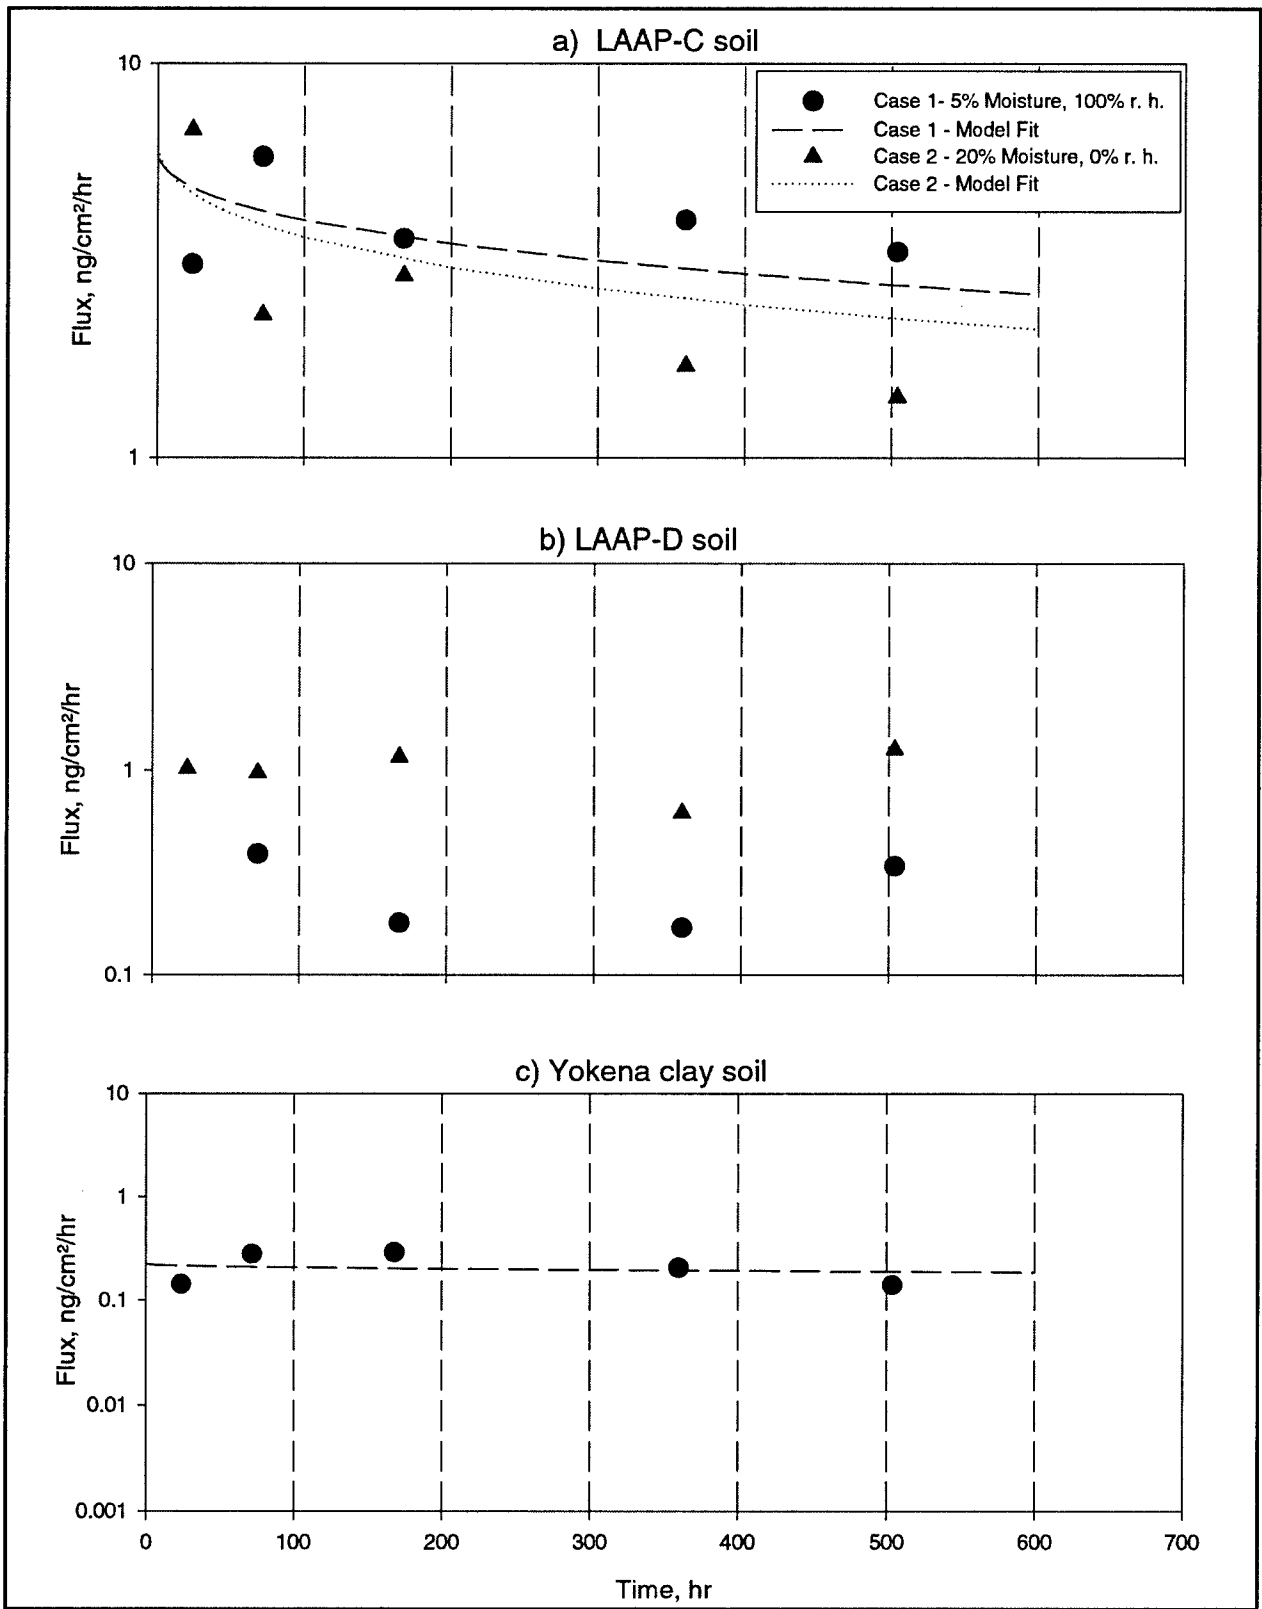 a) LAAP-C soil
10
Case 1- 5% Moisture, 100% r. h.
Case 1 - Model Fit
Case 2 - 20% Moisture, 0% r. h.
Case 2 - Model Fit
Flux, ng/cm²/hr
1
b) LAAP-D soil
10
Flux, ng/cm²/hr
1
0.1
c) Yokena clay soil
10
1
Flux, ng/cm²/hr
0.1
0.01
0.001
0 100 200 300 400 500 600 700
Time, hr